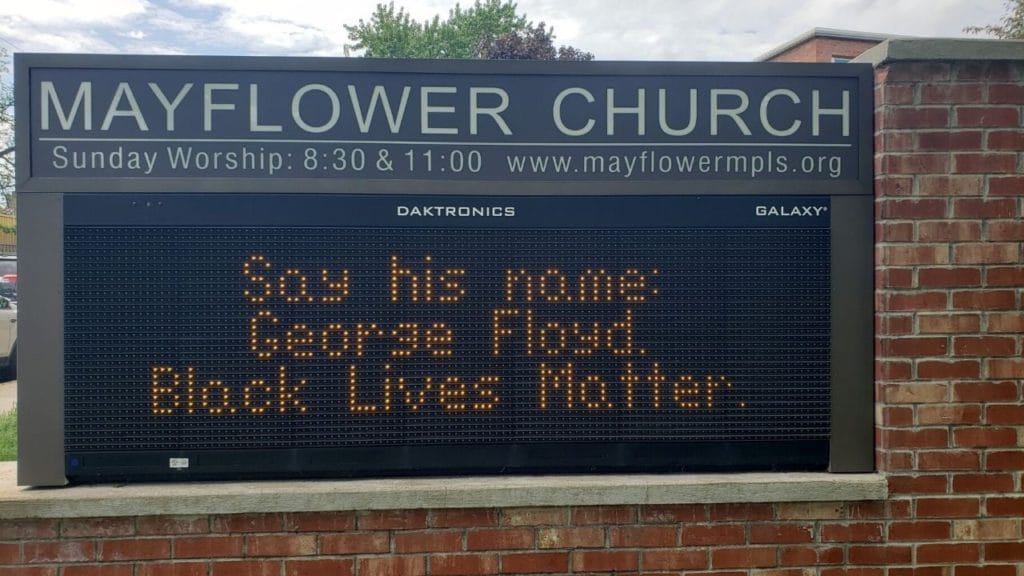 MAYFLOWER CHURCH
Sunday Worship: 8:30 & 11:00 www.mayflowermpls.org
DAKTRONICS GALAXY®
Say his name:
George Floyd.
Black Lives Matter.